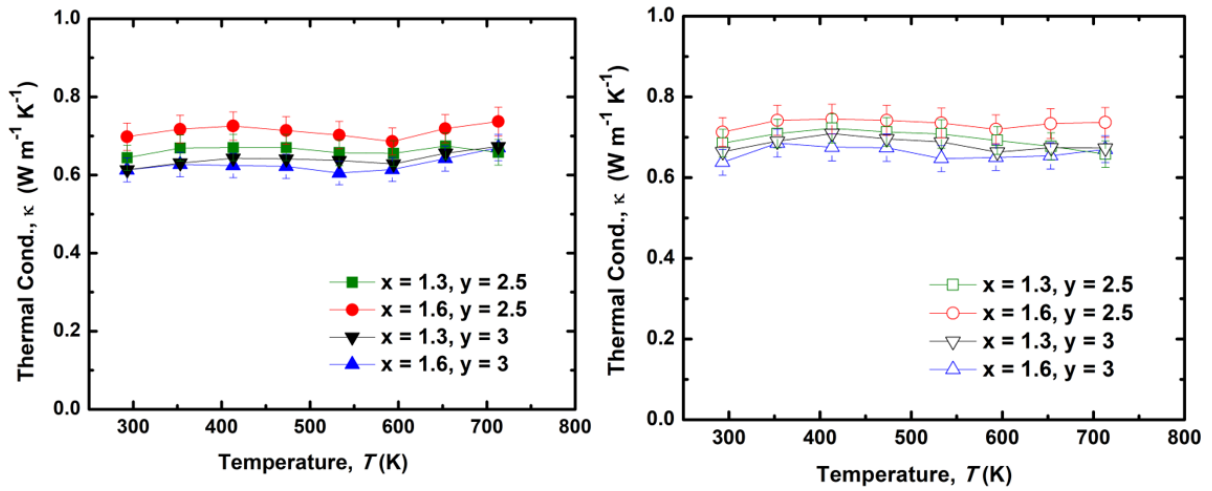 1.0
0.8
0.6
0.4
0.2
0.0
Thermal Cond., κ (W m⁻¹ K⁻¹)
x = 1.3, y = 2.5
x = 1.6, y = 2.5
x = 1.3, y = 3
x = 1.6, y = 3
300 400 500 600 700 800
Temperature, T (K)
1.0
0.8
0.6
0.4
0.2
0.0
Thermal Cond., κ (W m⁻¹ K⁻¹)
x = 1.3, y = 2.5
x = 1.6, y = 2.5
x = 1.3, y = 3
x = 1.6, y = 3
300 400 500 600 700 800
Temperature, T (K)